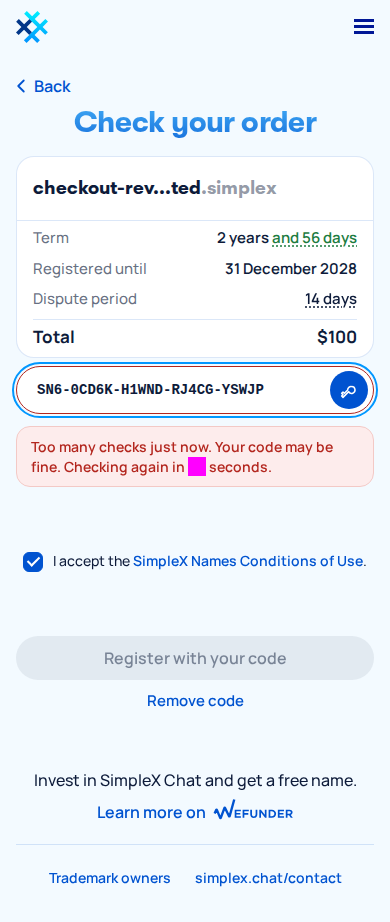 Back
Check your order
checkout-rev...ted.simplex
Term 2 years and 56 days
Registered until 31 December 2028
Dispute period 14 days
Total $100
SN6-0CD6K-H1WND-RJ4CG-YSWJP
Too many checks just now. Your code may be
fine. Checking again in seconds.
I accept the SimpleX Names Conditions of Use.
Register with your code
Remove code
Invest in SimpleX Chat and get a free name.
Learn more on WEFUNDER
Trademark owners simplex.chat/contact